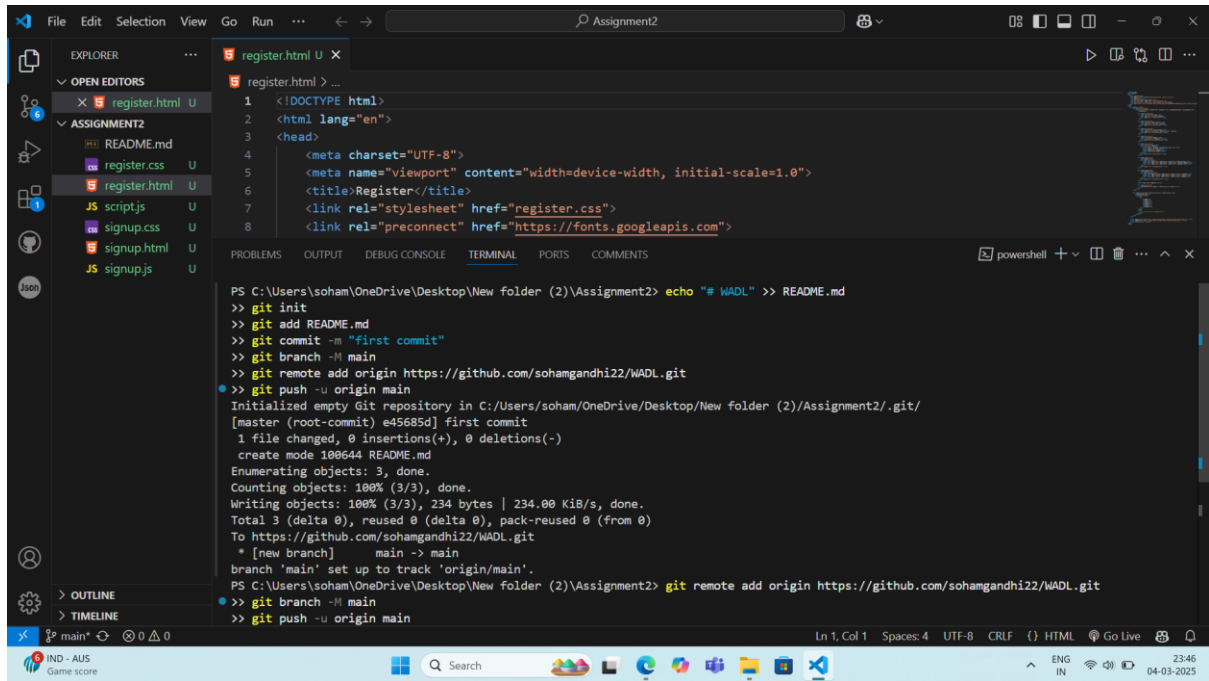 File Edit Selection View Go Run ··· ← → Assignment2
EXPLORER ···
OPEN EDITORS
register.html U
6
ASSIGNMENT2
README.md
css register.css U
register.html U
1
JS script.js U
css signup.css U
signup.html U
JS signup.js U
Json
OUTLINE
TIMELINE
register.html U
register.html > ...
1 <!DOCTYPE html>
2 <html lang="en">
3 <head>
4 <meta charset="UTF-8">
5 <meta name="viewport" content="width=device-width, initial-scale=1.0">
6 <title>Register</title>
7 <link rel="stylesheet" href="register.css">
8 <link rel="preconnect" href="https://fonts.googleapis.com">
PROBLEMS OUTPUT DEBUG CONSOLE TERMINAL PORTS COMMENTS powershell
PS C:\Users\soham\OneDrive\Desktop\New folder (2)\Assignment2> echo "# WADL" >> README.md
>> git init
>> git add README.md
>> git commit -m "first commit"
>> git branch -M main
>> git remote add origin https://github.com/sohamgandhi22/WADL.git
>> git push -u origin main
Initialized empty Git repository in C:/Users/soham/OneDrive/Desktop/New folder (2)/Assignment2/.git/
[master (root-commit) e45685d] first commit
1 file changed, 0 insertions(+), 0 deletions(-)
create mode 100644 README.md
Enumerating objects: 3, done.
Counting objects: 100% (3/3), done.
Writing objects: 100% (3/3), 234 bytes | 234.00 KiB/s, done.
Total 3 (delta 0), reused 0 (delta 0), pack-reused 0 (from 0)
To https://github.com/sohamgandhi22/WADL.git
* [new branch] main -> main
branch 'main' set up to track 'origin/main'.
PS C:\Users\soham\OneDrive\Desktop\New folder (2)\Assignment2> git remote add origin https://github.com/sohamgandhi22/WADL.git
>> git branch -M main
>> git push -u origin main
main* 0 0 Ln 1, Col 1 Spaces: 4 UTF-8 CRLF {} HTML Go Live
6 IND - AUS
Game score
Search
ENG
IN
23:46
04-03-2025